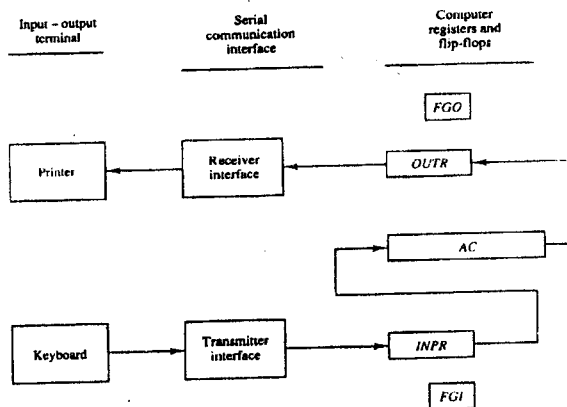 Input – output
terminal
Serial
communication
interface
Computer
registers and
flip-flops
FGO
Printer
Receiver
interface
OUTR
AC
Keyboard
Transmitter
interface
INPR
FGI